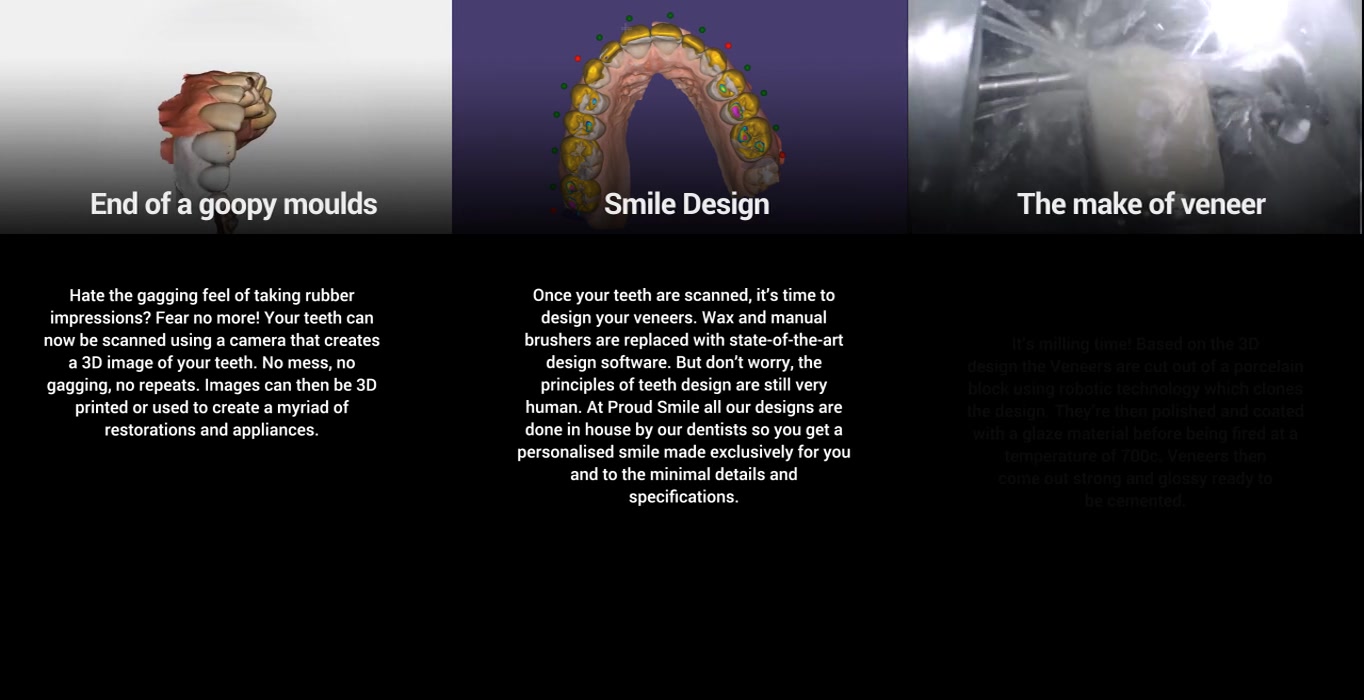 End of a goopy moulds
Hate the gagging feel of taking rubber
impressions? Fear no more! Your teeth can
now be scanned using a camera that creates
a 3D image of your teeth. No mess, no
gagging, no repeats. Images can then be 3D
printed or used to create a myriad of
restorations and appliances.
Smile Design
Once your teeth are scanned, it’s time to
design your veneers. Wax and manual
brushers are replaced with state-of-the-art
design software. But don’t worry, the
principles of teeth design are still very
human. At Proud Smile all our designs are
done in house by our dentists so you get a
personalised smile made exclusively for you
and to the minimal details and
specifications.
The make of veneer
It’s milling time! Based on the 3D
design the Veneers are cut out of a porcelain
block using robotic technology which clones
the design. They’re then polished and coated
with a glaze material before being fired at a
temperature of 700c. Veneers then
come out strong and glossy ready to
be cemented.